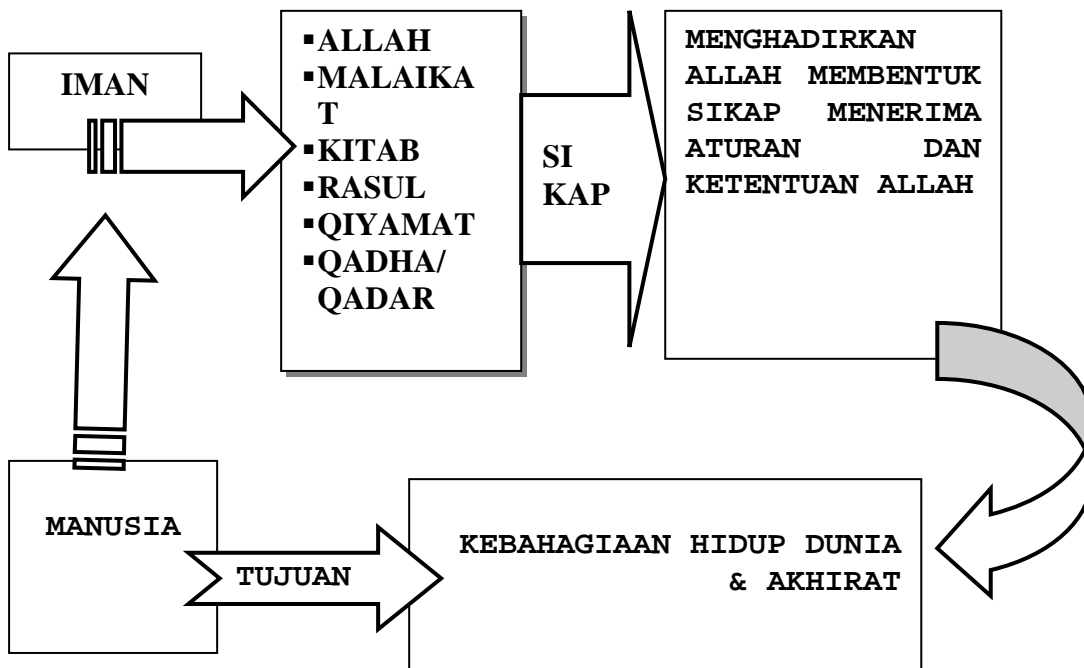 IMAN
▪ALLAH
▪MALAIKA
T
▪KITAB
▪RASUL
▪QIYAMAT
▪QADHA/
QADAR
SI
KAP
MENGHADIRKAN
ALLAH MEMBENTUK
SIKAP MENERIMA
ATURAN DAN
KETENTUAN ALLAH
MANUSIA
TUJUAN
KEBAHAGIAAN HIDUP DUNIA
& AKHIRAT